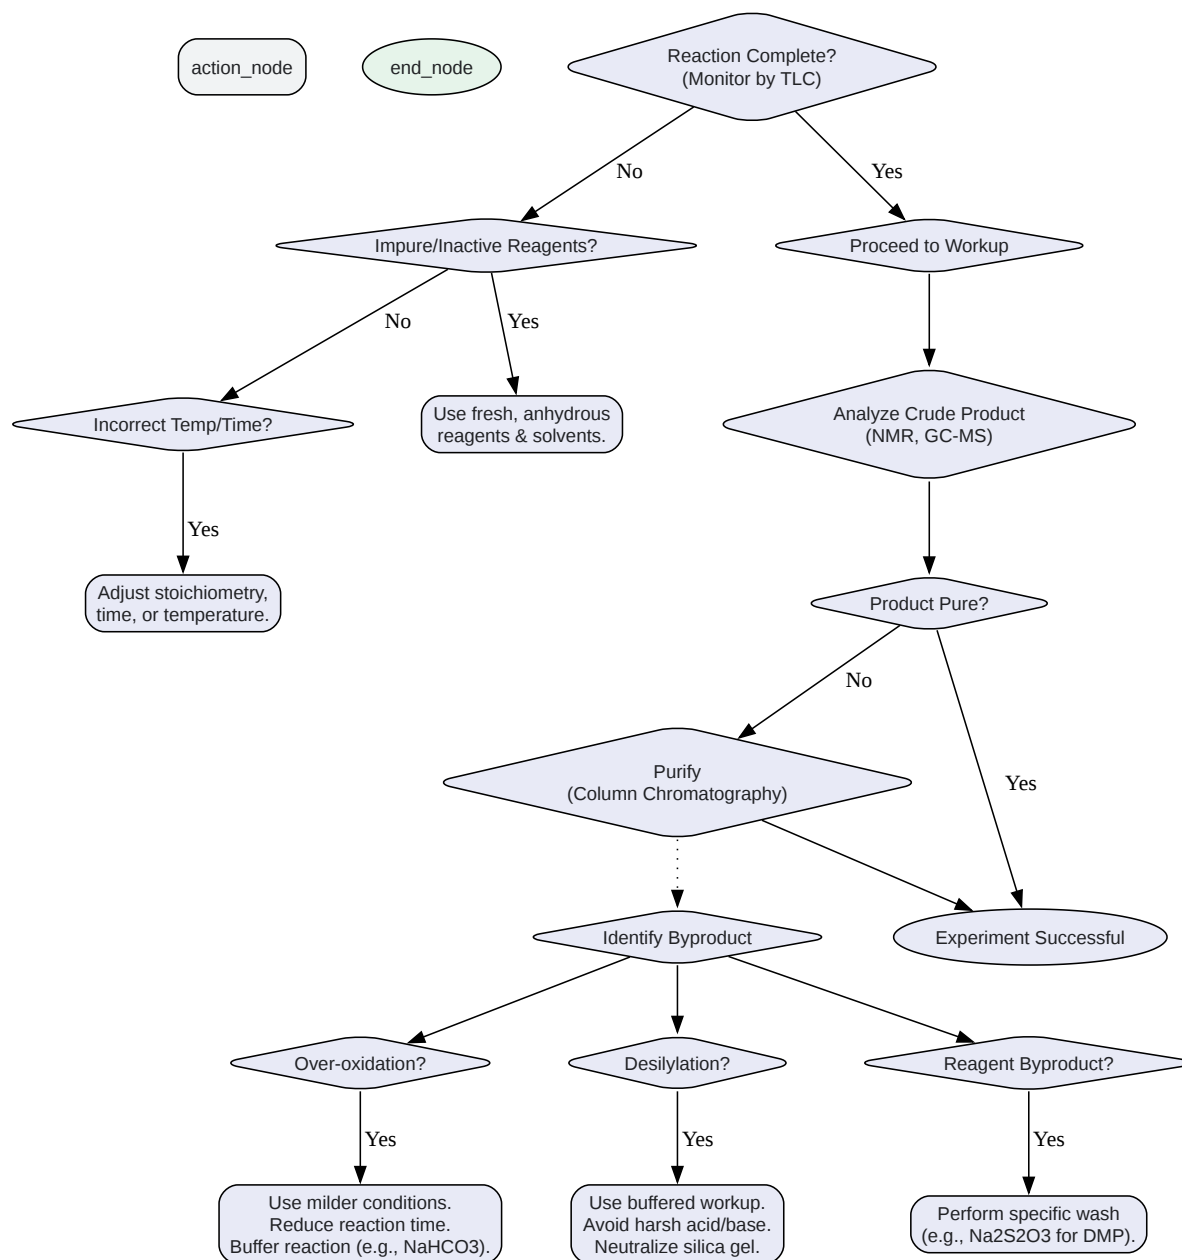 action_node
end_node
Reaction Complete?
(Monitor by TLC)
No
Yes
Impure/Inactive Reagents?
Proceed to Workup
No
Yes
Incorrect Temp/Time?
Use fresh, anhydrous
reagents & solvents.
Analyze Crude Product
(NMR, GC-MS)
Yes
Adjust stoichiometry,
time, or temperature.
Product Pure?
No
Yes
Purify
(Column Chromatography)
Identify Byproduct
Experiment Successful
Over-oxidation?
Desilylation?
Reagent Byproduct?
Yes
Yes
Yes
Use milder conditions.
Reduce reaction time.
Buffer reaction (e.g., NaHCO3).
Use buffered workup.
Avoid harsh acid/base.
Neutralize silica gel.
Perform specific wash
(e.g., Na2S2O3 for DMP).